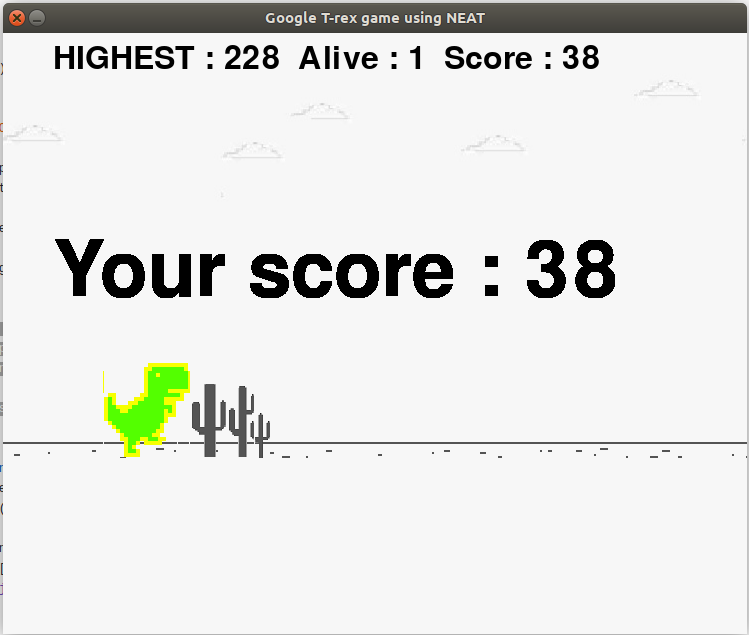 Google T-rex game using NEAT
HIGHEST : 228 Alive : 1 Score : 38
Your score : 38